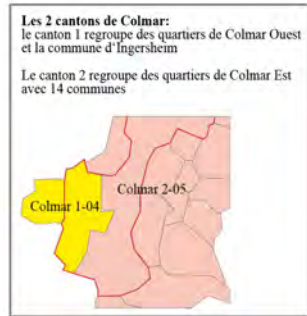 Les 2 cantons de Colmar:
le canton 1 regroupe des quartiers de Colmar Ouest
et la commune d'Ingersheim
Le canton 2 regroupe des quartiers de Colmar Est
avec 14 communes
Colmar 2-05
Colmar 1-04